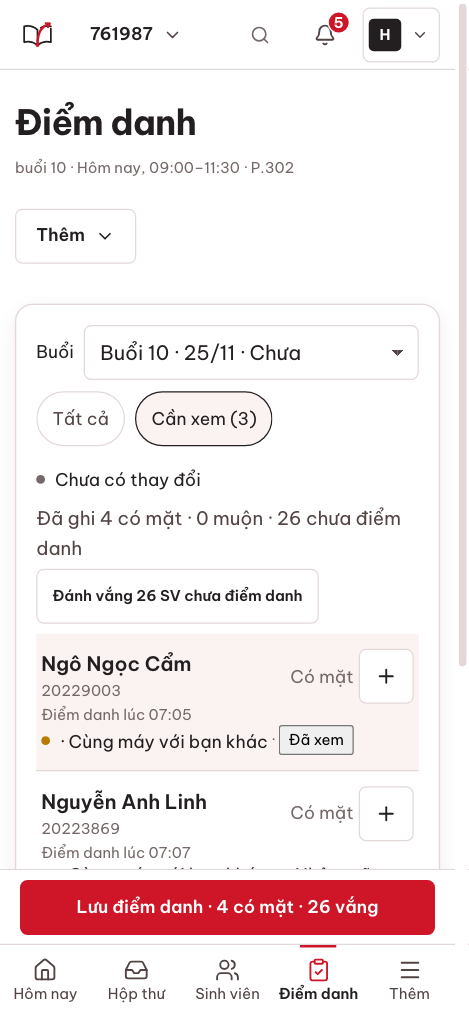 761987
5
H
Điểm danh
buổi 10 · Hôm nay, 09:00–11:30 · P.302
Thêm
Buổi
Buổi 10 · 25/11 · Chưa
Tất cả
Cần xem (3)
Chưa có thay đổi
Đã ghi 4 có mặt · 0 muộn · 26 chưa điểm
danh
Đánh vắng 26 SV chưa điểm danh
Ngô Ngọc Cẩm
Có mặt
20229003
Điểm danh lúc 07:05
· Cùng máy với bạn khác ·
Đã xem
Nguyễn Anh Linh
Có mặt
20223869
Điểm danh lúc 07:07
Lưu điểm danh · 4 có mặt · 26 vắng
Hôm nay
Hộp thư
Sinh viên
Điểm danh
Thêm